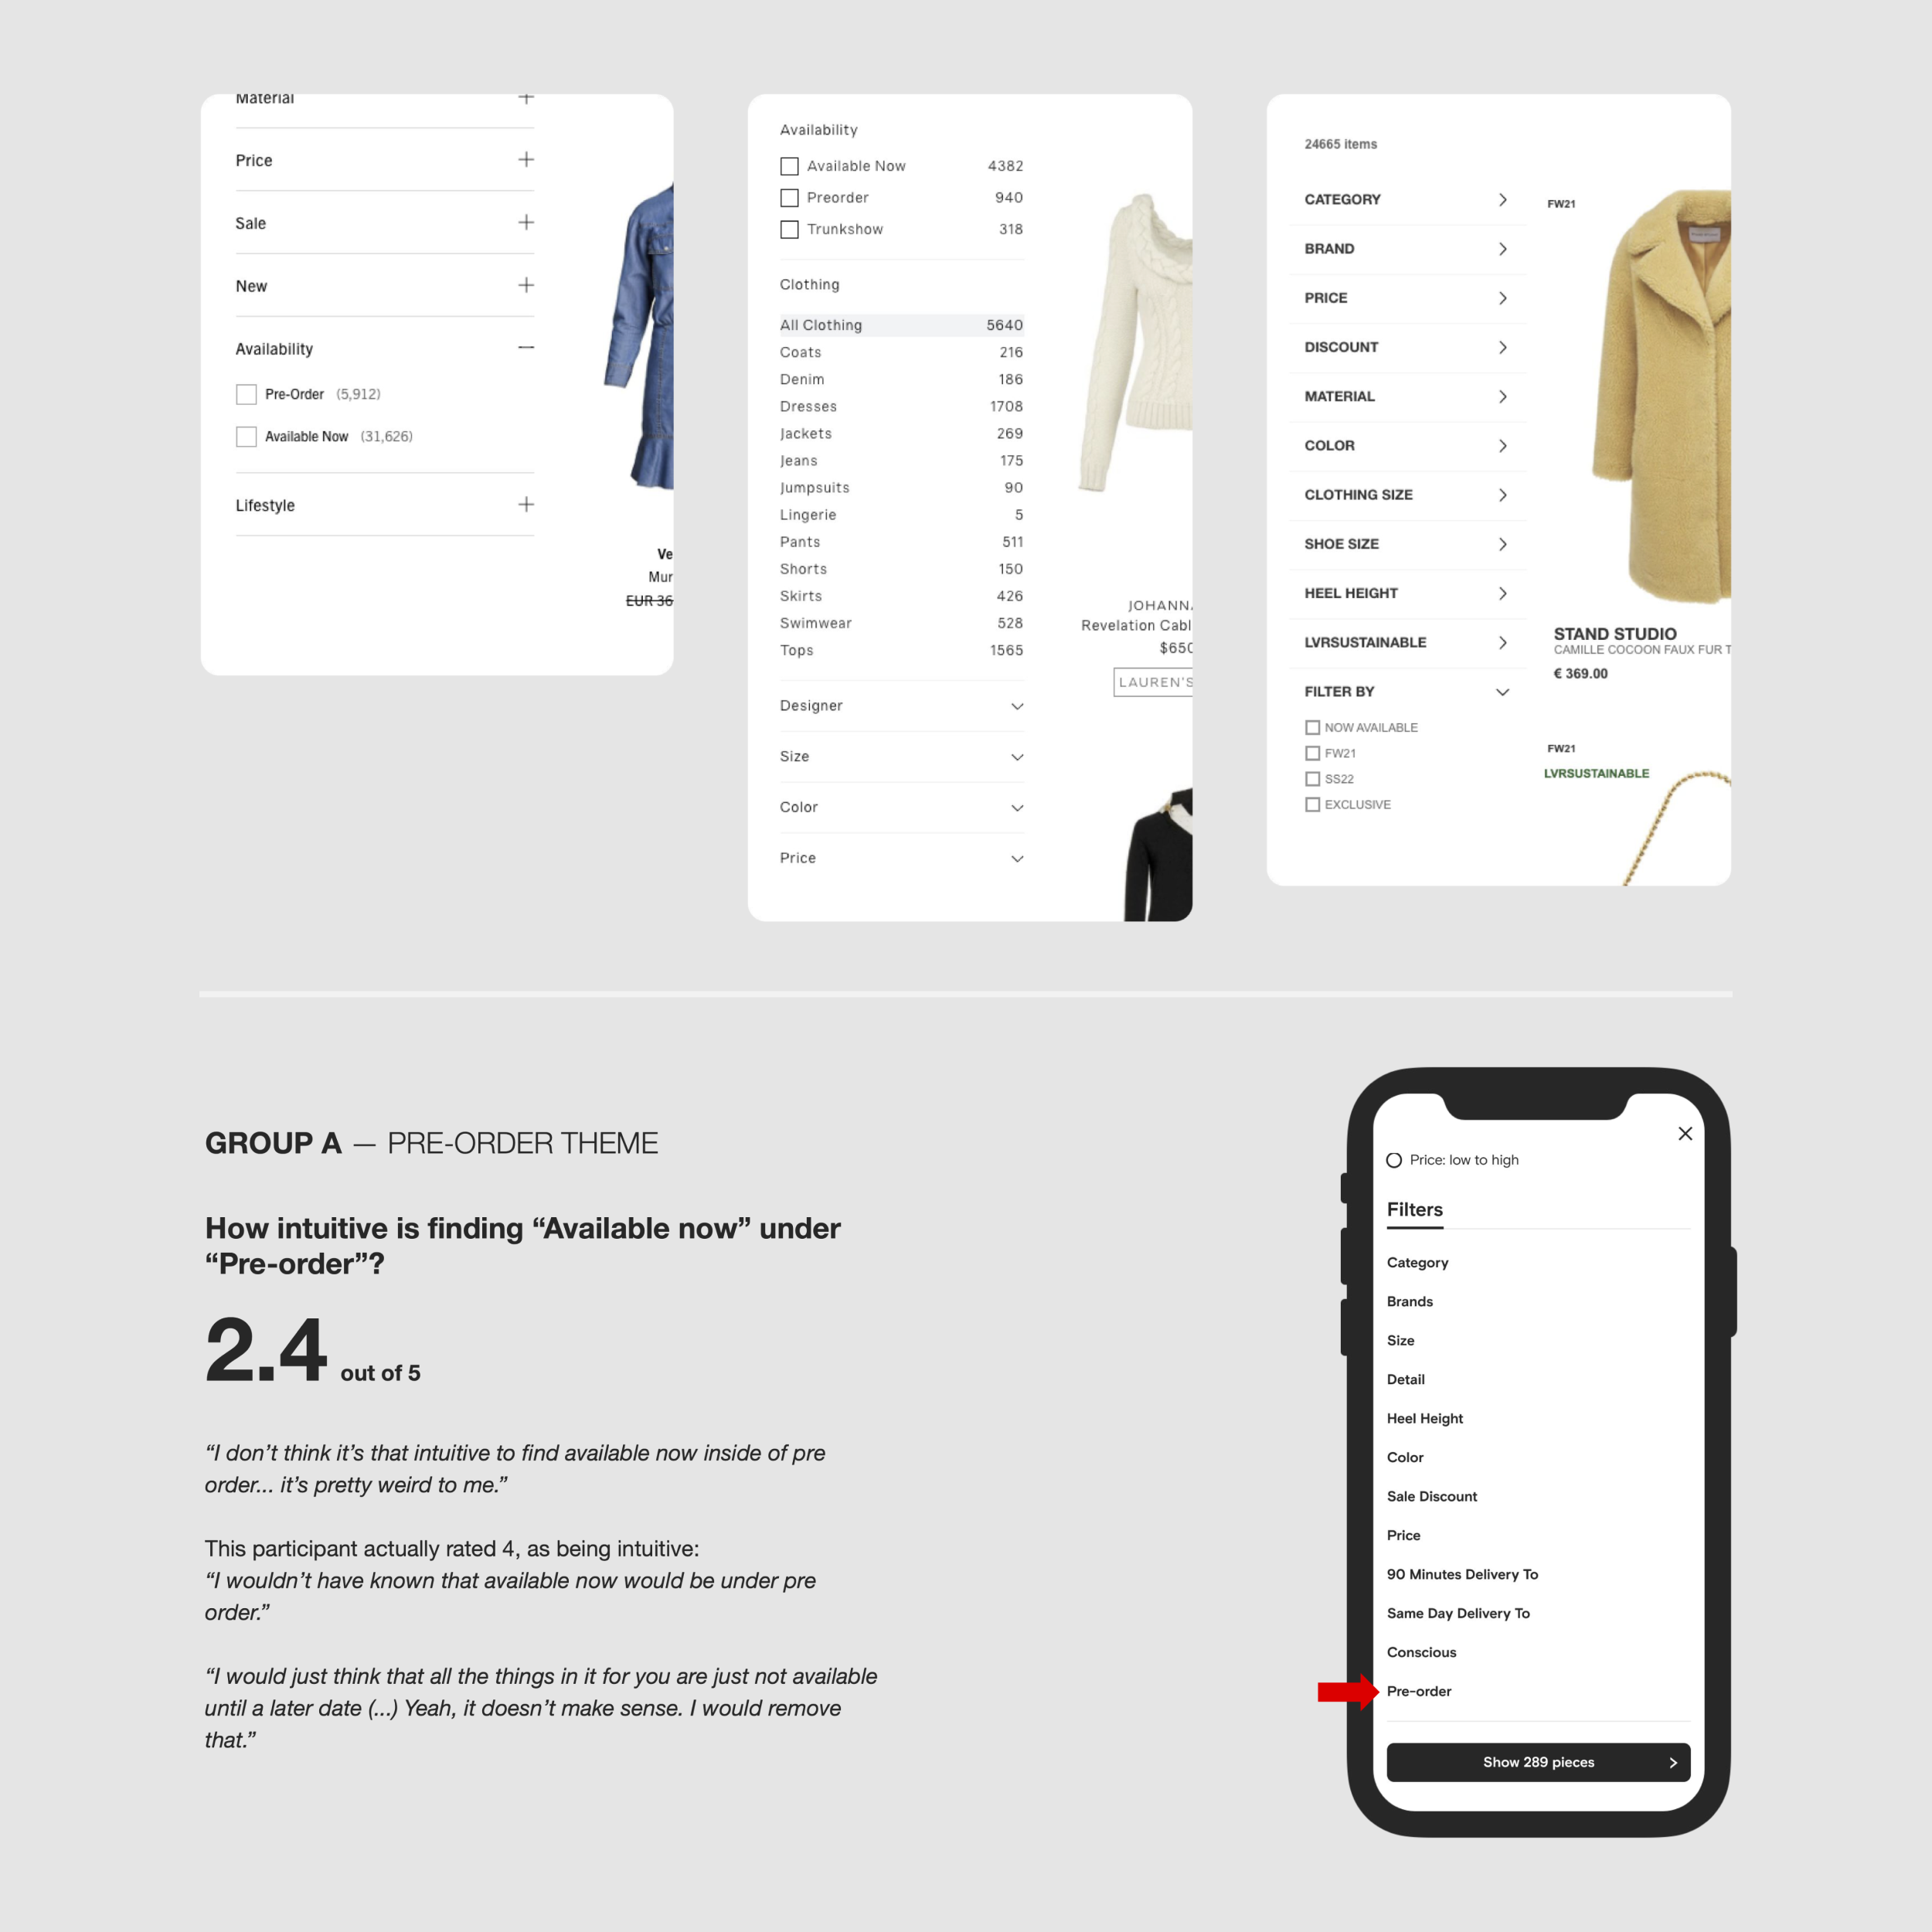 Material
Price
Sale
New
Availability
Pre-Order (5,912)
Available Now (31,626)
Lifestyle
Ve
Mur
EUR 36
Availability
Available Now 4382
Preorder 940
Trunkshow 318
Clothing
All Clothing 5640
Coats 216
Denim 186
Dresses 1708
Jackets 269
Jeans 175
Jumpsuits 90
Lingerie 5
Pants 511
Shorts 150
Skirts 426
Swimwear 528
Tops 1565
Designer
Size
Color
Price
JOHANNA
Revelation Cabl
$650
LAUREN'S
24665 items
CATEGORY
BRAND
PRICE
DISCOUNT
MATERIAL
COLOR
CLOTHING SIZE
SHOE SIZE
HEEL HEIGHT
LVRSUSTAINABLE
FILTER BY
NOW AVAILABLE
FW21
SS22
EXCLUSIVE
FW21
STAND STUDIO
CAMILLE COCOON FAUX FUR T
€ 369.00
FW21
LVRSUSTAINABLE
GROUP A — PRE-ORDER THEME
How intuitive is finding “Available now” under
“Pre-order”?
2.4 out of 5
“I don’t think it’s that intuitive to find available now inside of pre
order... it’s pretty weird to me.”
This participant actually rated 4, as being intuitive:
“I wouldn’t have known that available now would be under pre
order.”
“I would just think that all the things in it for you are just not available
until a later date (...) Yeah, it doesn’t make sense. I would remove
that.”
Price: low to high
Filters
Category
Brands
Size
Detail
Heel Height
Color
Sale Discount
Price
90 Minutes Delivery To
Same Day Delivery To
Conscious
Pre-order
Show 289 pieces